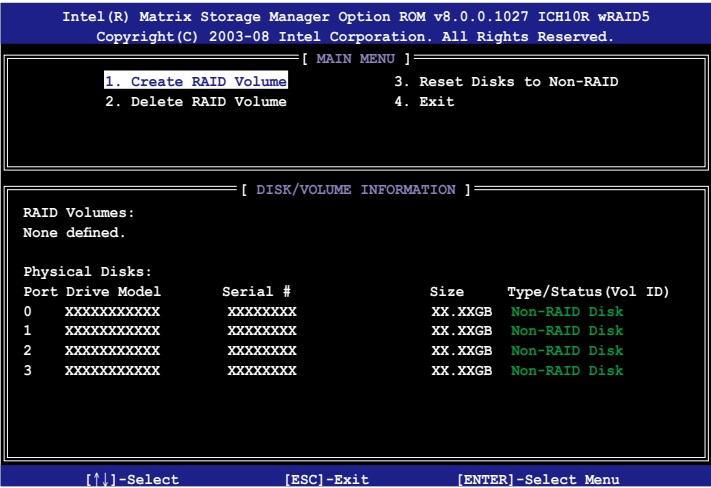 Intel(R) Matrix Storage Manager Option ROM v8.0.0.1027 ICH10R wRAID5
Copyright(C) 2003-08 Intel Corporation. All Rights Reserved.
[ MAIN MENU ]
1. Create RAID Volume 3. Reset Disks to Non-RAID
2. Delete RAID Volume 4. Exit
[ DISK/VOLUME INFORMATION ]
RAID Volumes:
None defined.
Physical Disks:
Port Drive Model Serial # Size Type/Status(Vol ID)
0 XXXXXXXXXXX XXXXXXXX XX.XXGB Non-RAID Disk
1 XXXXXXXXXXX XXXXXXXX XX.XXGB Non-RAID Disk
2 XXXXXXXXXXX XXXXXXXX XX.XXGB Non-RAID Disk
3 XXXXXXXXXXX XXXXXXXX XX.XXGB Non-RAID Disk
[↑↓]-Select [ESC]-Exit [ENTER]-Select Menu